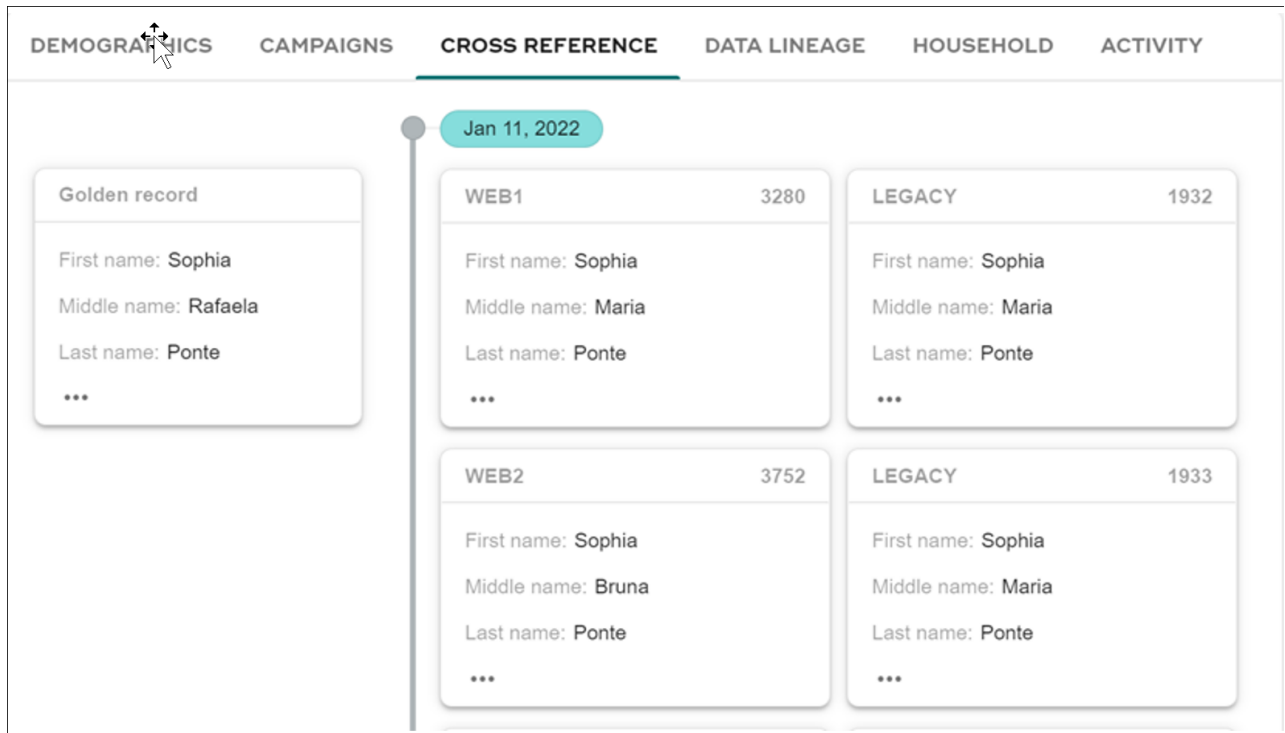 DEMOGRAPHICS CAMPAIGNS CROSS REFERENCE DATA LINEAGE HOUSEHOLD ACTIVITY
Jan 11, 2022
Golden record
First name: Sophia
Middle name: Rafaela
Last name: Ponte
•••
WEB1 3280
First name: Sophia
Middle name: Maria
Last name: Ponte
•••
LEGACY 1932
First name: Sophia
Middle name: Maria
Last name: Ponte
•••
WEB2 3752
First name: Sophia
Middle name: Bruna
Last name: Ponte
•••
LEGACY 1933
First name: Sophia
Middle name: Maria
Last name: Ponte
•••